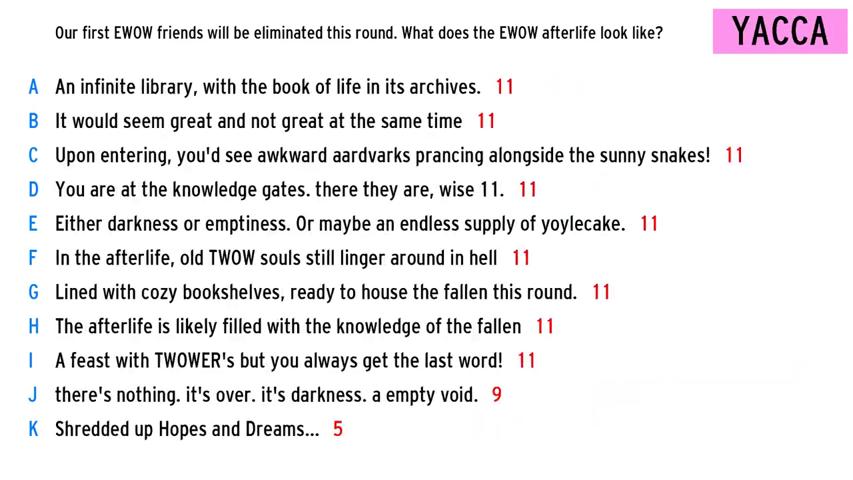 Our first EWOW friends will be eliminated this round. What does the EWOW afterlife look like?
YACCA
A An infinite library, with the book of life in its archives. 11
B It would seem great and not great at the same time 11
C Upon entering, you'd see awkward aardvarks prancing alongside the sunny snakes! 11
D You are at the knowledge gates. there they are, wise 11. 11
E Either darkness or emptiness. Or maybe an endless supply of yoylecake. 11
F In the afterlife, old TWOW souls still linger around in hell 11
G Lined with cozy bookshelves, ready to house the fallen this round. 11
H The afterlife is likely filled with the knowledge of the fallen 11
I A feast with TWOWER's but you always get the last word! 11
J there's nothing. it's over. it's darkness. a empty void. 9
K Shredded up Hopes and Dreams... 5